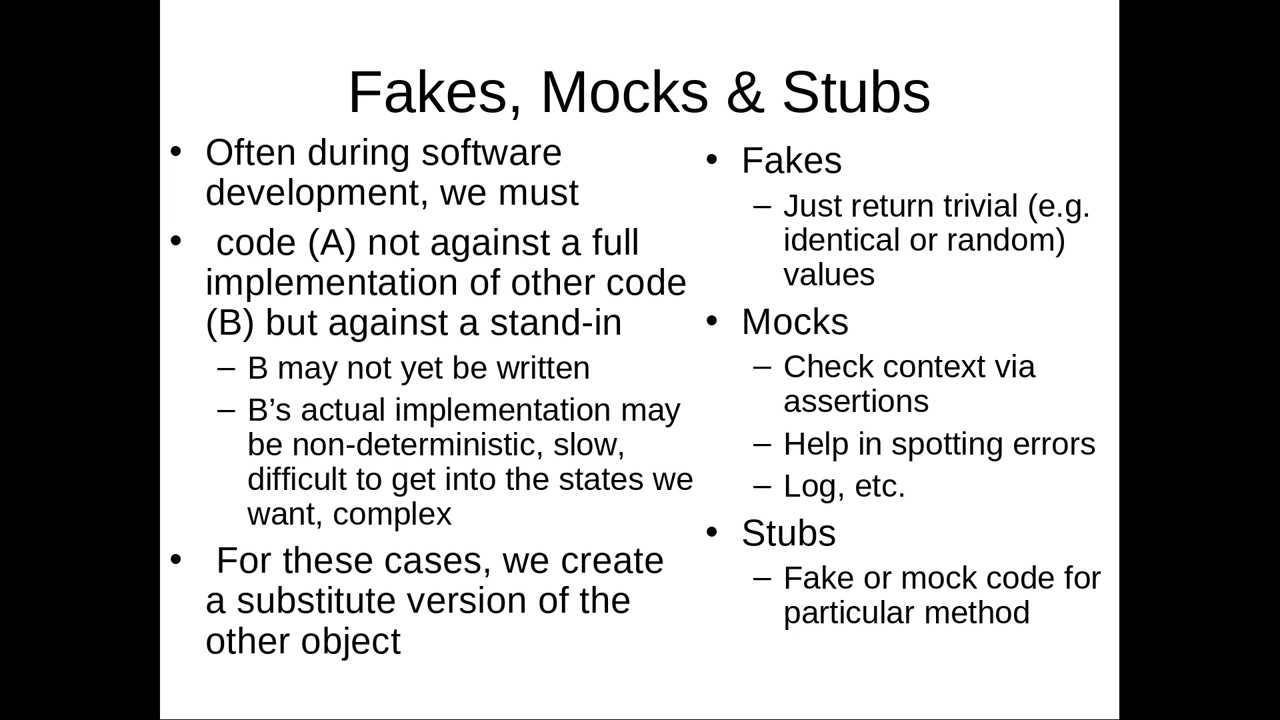 Fakes, Mocks & Stubs
• Often during software
development, we must
• code (A) not against a full
implementation of other code
(B) but against a stand-in
– B may not yet be written
– B’s actual implementation may
be non-deterministic, slow,
difficult to get into the states we
want, complex
• For these cases, we create
a substitute version of the
other object
• Fakes
– Just return trivial (e.g.
identical or random)
values
• Mocks
– Check context via
assertions
– Help in spotting errors
– Log, etc.
• Stubs
– Fake or mock code for
particular method